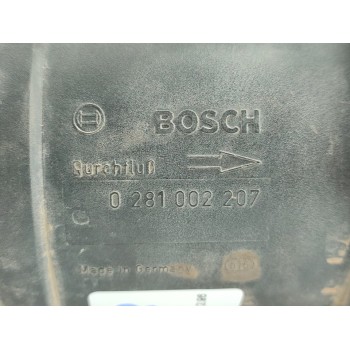 BOSCH
Durchfluß
0 281 002 207
Made in Germany